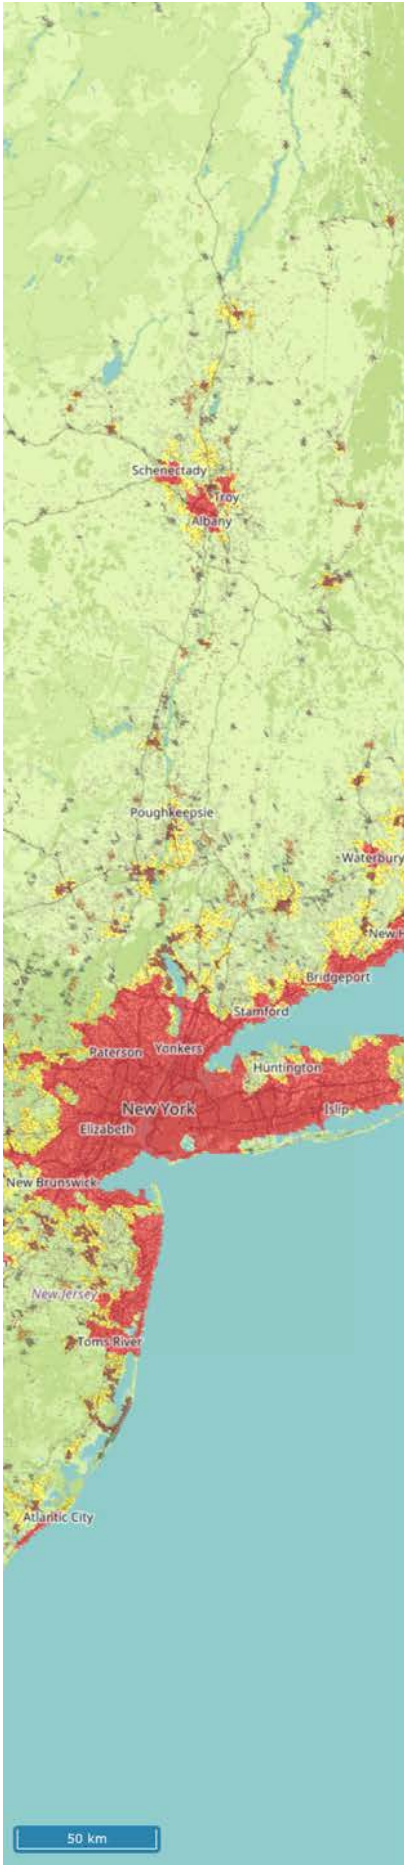 Schenectady
Troy
Albany
Poughkeepsie
Waterbury
New H
Bridgeport
Stamford
Paterson
Yonkers
Huntington
New York
Islip
Elizabeth
New Brunswick
New Jersey
Toms River
Atlantic City
50 km